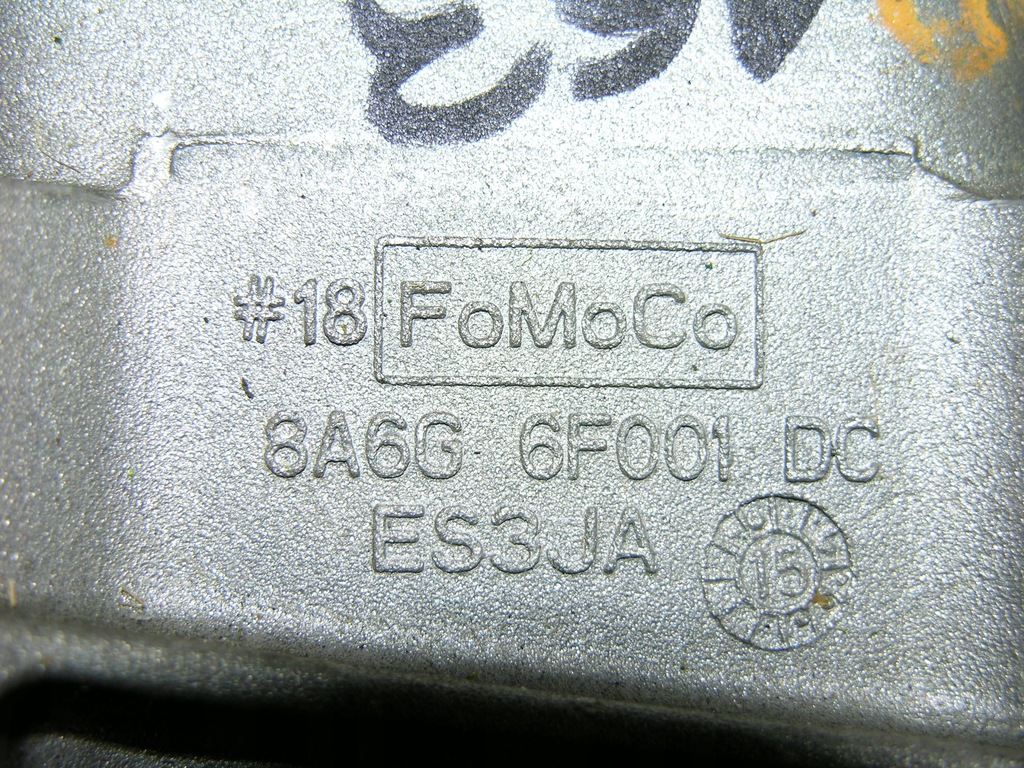 #18 FoMoCo
8A6G 6F001 DC
ES3JA
15